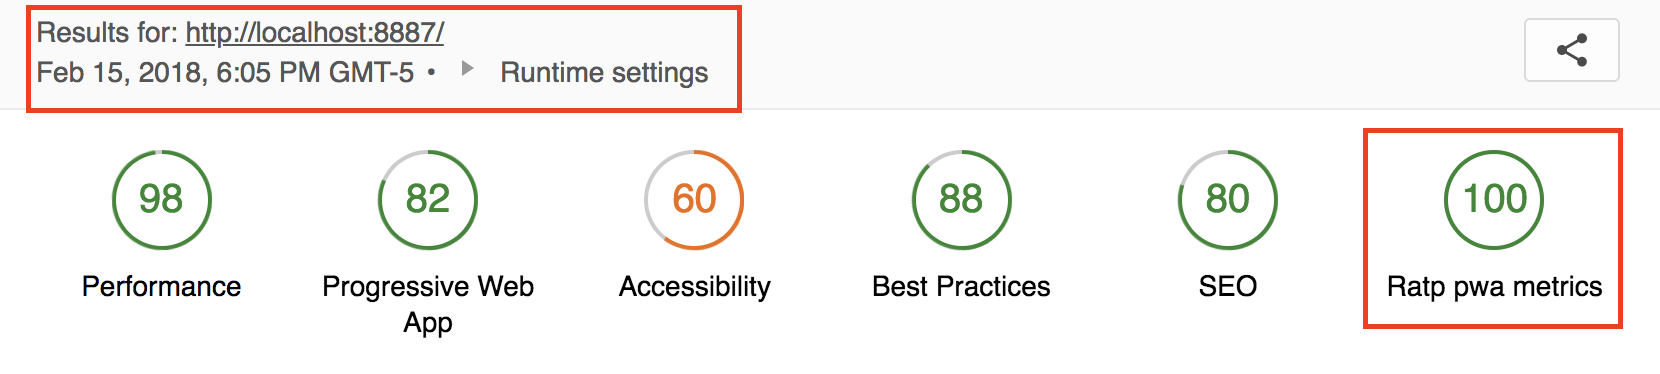 Results for: http://localhost:8887/
Feb 15, 2018, 6:05 PM GMT-5 • Runtime settings
98
82
60
88
80
100
Performance
Progressive Web
App
Accessibility
Best Practices
SEO
Ratp pwa metrics